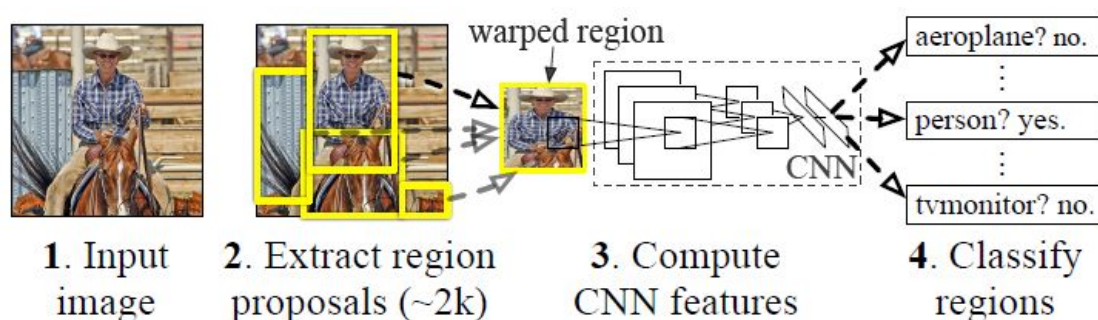 warped region
aeroplane? no.
⋮
person? yes.
CNN
⋮
tvmonitor? no.
1. Input
image
2. Extract region
proposals (~2k)
3. Compute
CNN features
4. Classify
regions